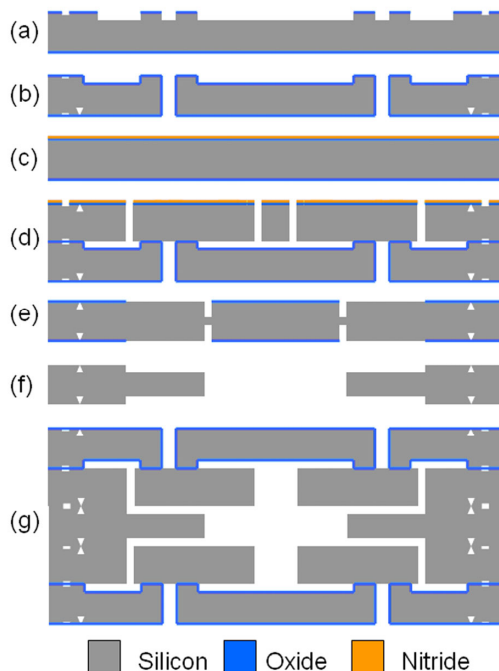 (a)
(b)
(c)
(d)
(e)
(f)
(g)
Silicon Oxide Nitride